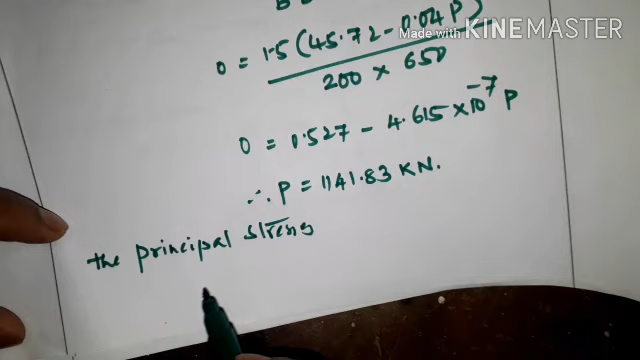 Made with KINEMASTER
0 = 1.5 (45.72 - 0.04 P)
200 × 650
0 = 0.527 - 4.615 × 10⁻⁷ P
∴ P = 1141.83 KN.
the principal stress